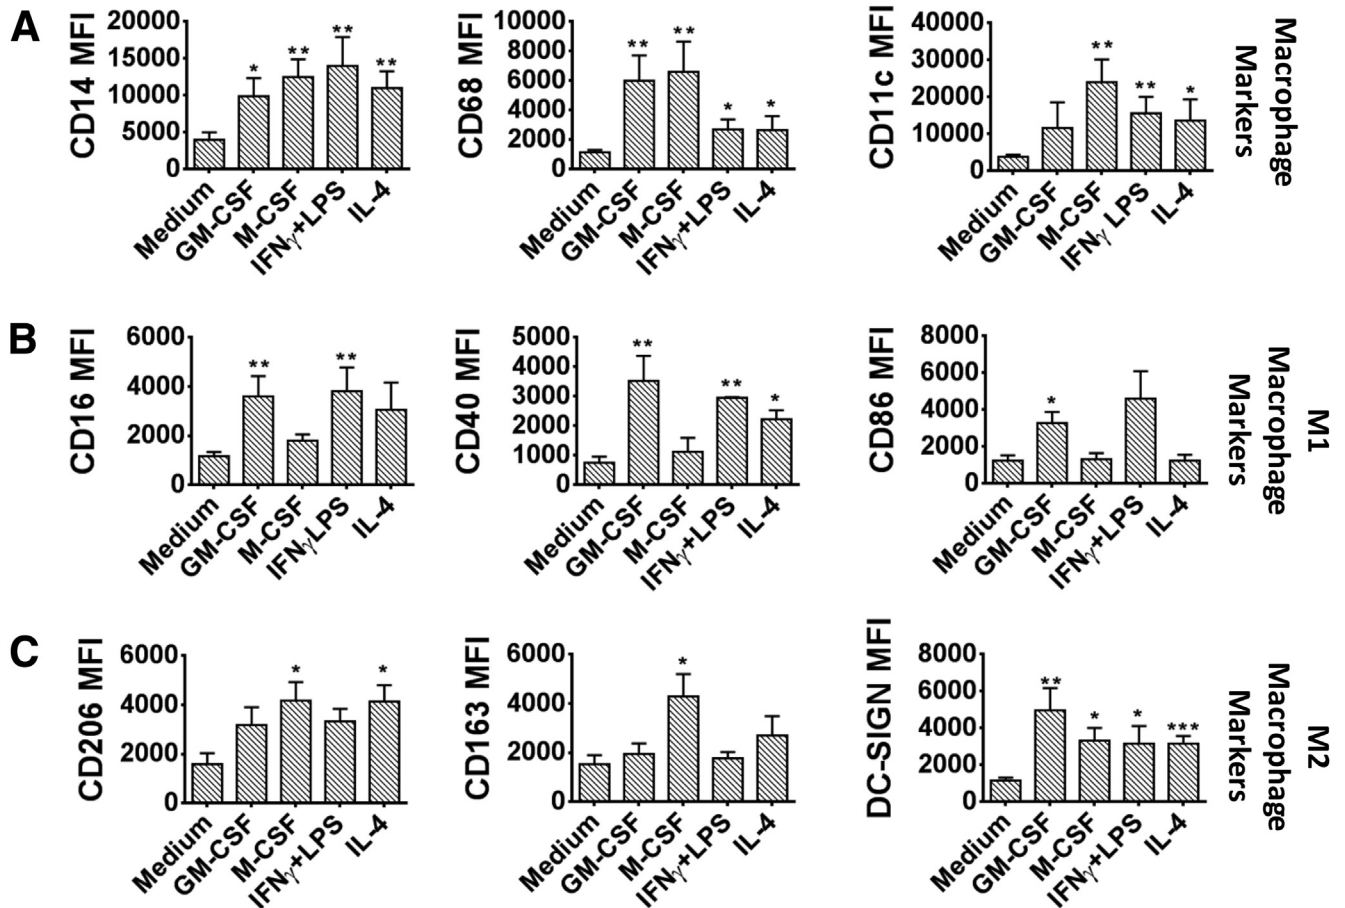 A
CD14 MFI
20000
15000
10000
5000
0
*
**
**
**
Medium
GM-CSF
M-CSF
IFNγ+LPS
IL-4
CD68 MFI
10000
8000
6000
4000
2000
0
**
**
*
*
Medium
GM-CSF
M-CSF
IFNγ+LPS
IL-4
CD11c MFI
40000
30000
20000
10000
0
**
**
*
Medium
GM-CSF
M-CSF
IFNγ LPS
IL-4
Macrophage
Markers
B
CD16 MFI
6000
4000
2000
0
**
**
Medium
GM-CSF
M-CSF
IFNγLPS
IL-4
CD40 MFI
5000
4000
3000
2000
1000
0
**
**
*
Medium
GM-CSF
M-CSF
IFNγ+LPS
IL-4
CD86 MFI
8000
6000
4000
2000
0
*
Medium
GM-CSF
M-CSF
IFNγ+LPS
IL-4
M1
Macrophage
Markers
C
CD206 MFI
6000
4000
2000
0
*
*
Medium
GM-CSF
M-CSF
IFNγ+LPS
IL-4
CD163 MFI
6000
4000
2000
0
*
Medium
GM-CSF
M-CSF
IFNγ+LPS
IL-4
DC-SIGN MFI
8000
6000
4000
2000
0
**
*
*
***
Medium
GM-CSF
M-CSF
IFNγ+LPS
IL-4
M2
Macrophage
Markers